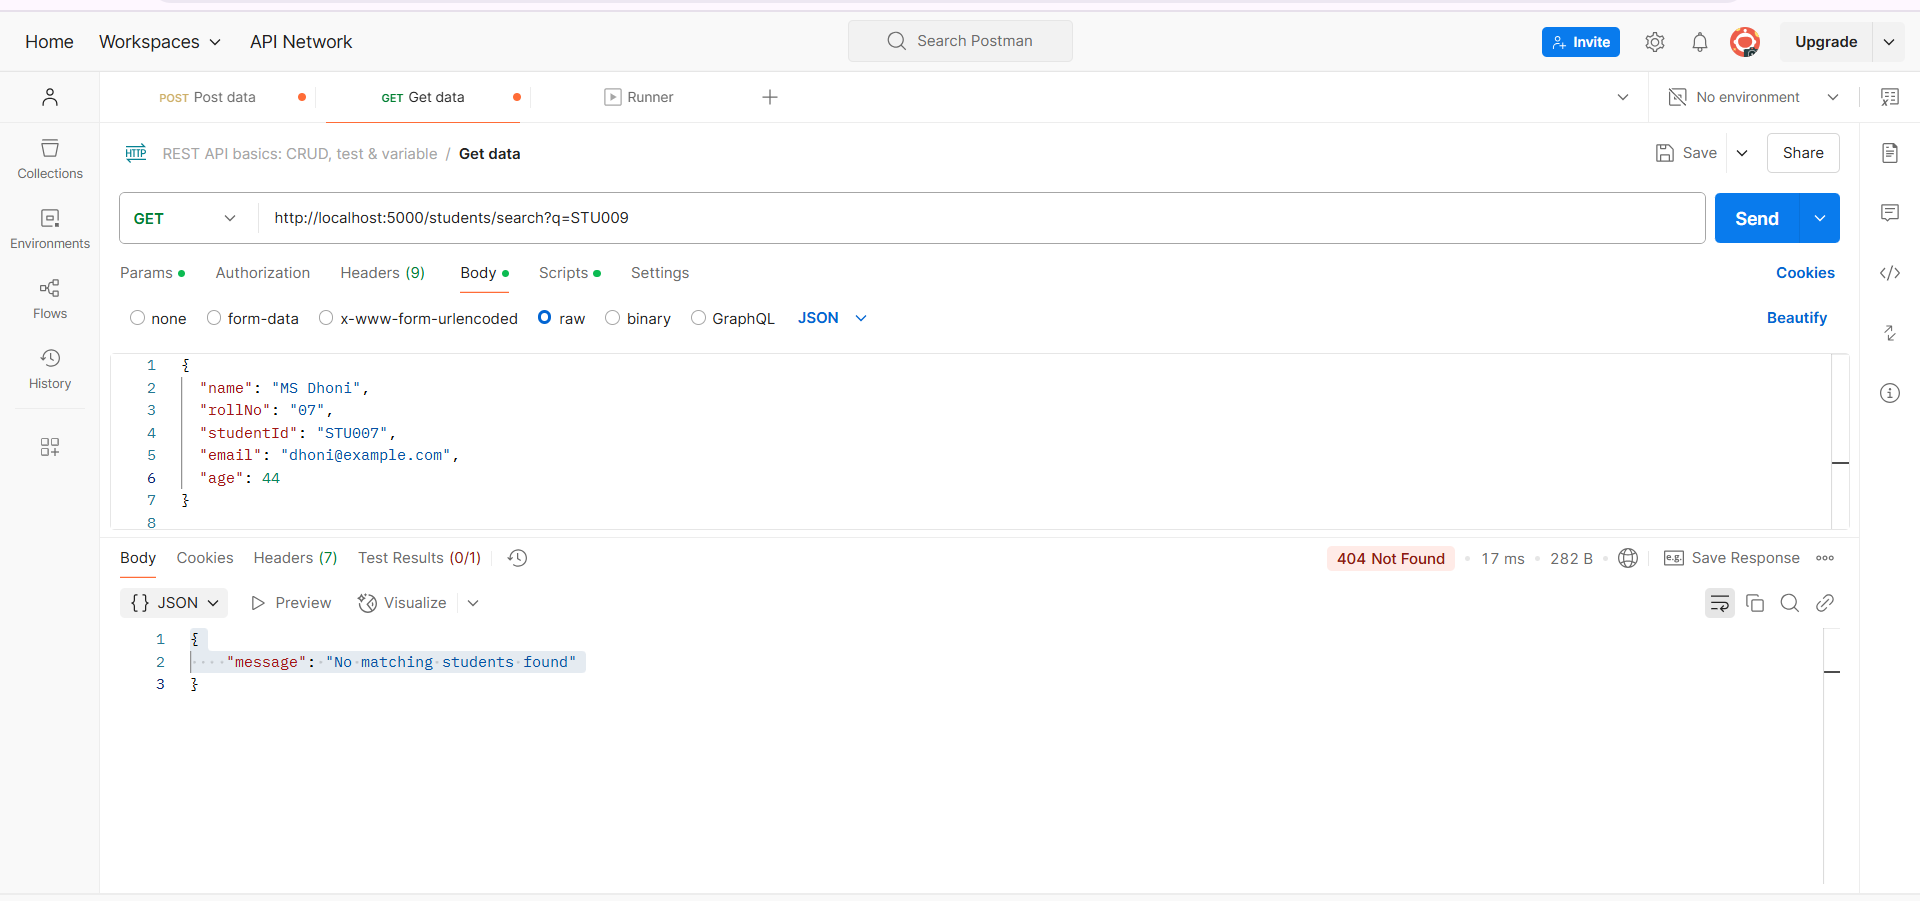 Home Workspaces API Network Search Postman Invite Upgrade
POST Post data GET Get data Runner No environment
HTTP REST API basics: CRUD, test & variable / Get data Save Share
Collections
GET http://localhost:5000/students/search?q=STU009 Send
Environments
Params Authorization Headers (9) Body Scripts Settings Cookies
Flows
none form-data x-www-form-urlencoded raw binary GraphQL JSON Beautify
History
1 {
2 "name": "MS Dhoni",
3 "rollNo": "07",
4 "studentId": "STU007",
5 "email": "dhoni@example.com",
6 "age": 44
7 }
8
Body Cookies Headers (7) Test Results (0/1) 404 Not Found 17 ms 282 B e.g. Save Response
{} JSON Preview Visualize
1 {
2 ····"message":·"No·matching·students·found"
3 }